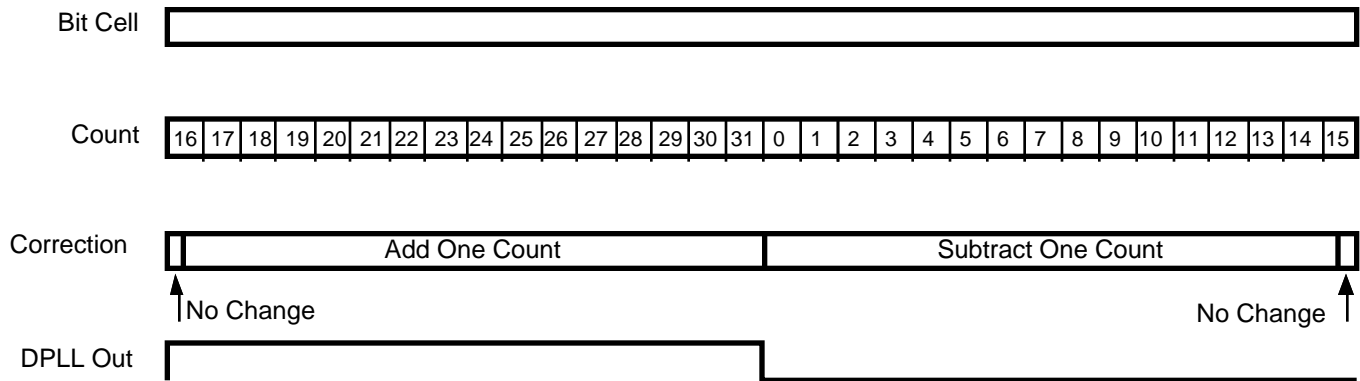 Bit Cell
Count 16 17 18 19 20 21 22 23 24 25 26 27 28 29 30 31 0 1 2 3 4 5 6 7 8 9 10 11 12 13 14 15
Correction Add One Count Subtract One Count
No Change No Change
DPLL Out